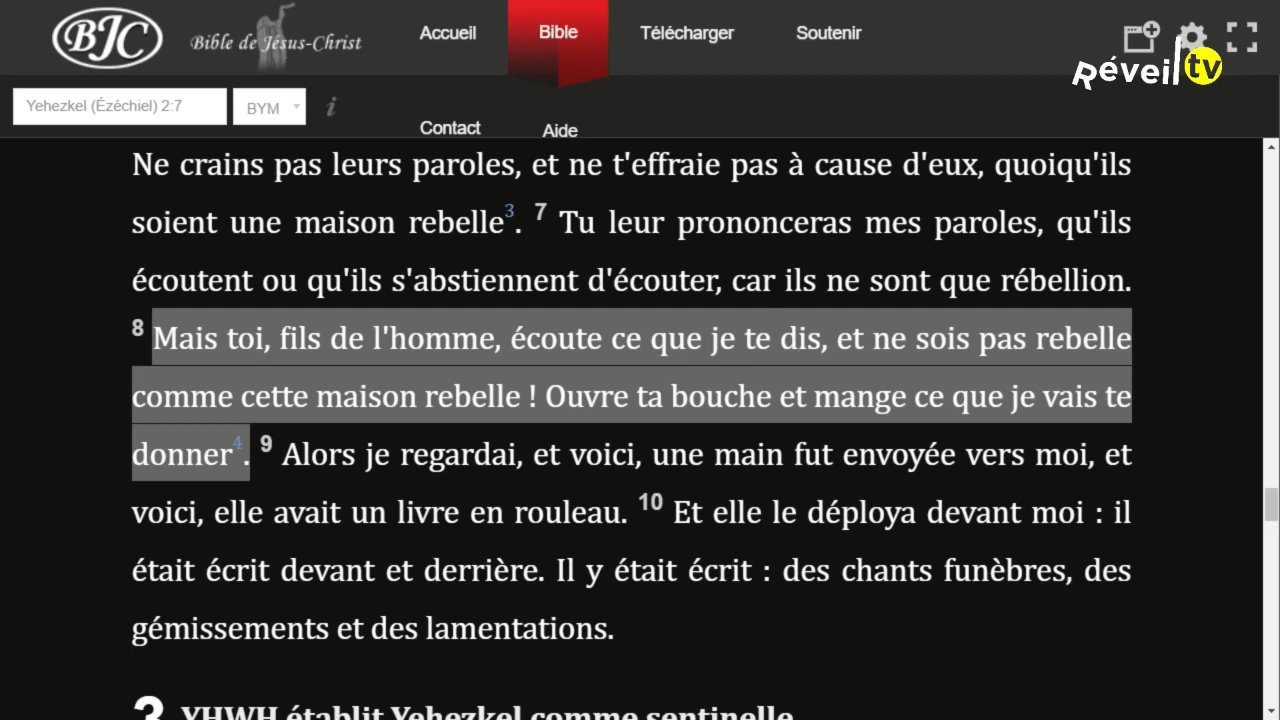 BJC
Bible de Jésus-Christ
Accueil
Bible
Télécharger
Soutenir
Réveil tv
Yehezkel (Ézéchiel) 2:7
BYM
i
Contact
Aide
Ne crains pas leurs paroles, et ne t'effraie pas à cause d'eux, quoiqu'ils
soient une maison rebelle3. 7 Tu leur prononceras mes paroles, qu'ils
écoutent ou qu'ils s'abstiennent d'écouter, car ils ne sont que rébellion.
8 Mais toi, fils de l'homme, écoute ce que je te dis, et ne sois pas rebelle
comme cette maison rebelle ! Ouvre ta bouche et mange ce que je vais te
donner4. 9 Alors je regardai, et voici, une main fut envoyée vers moi, et
voici, elle avait un livre en rouleau. 10 Et elle le déploya devant moi : il
était écrit devant et derrière. Il y était écrit : des chants funèbres, des
gémissements et des lamentations.
3 YHWH établit Yehezkel comme sentinelle